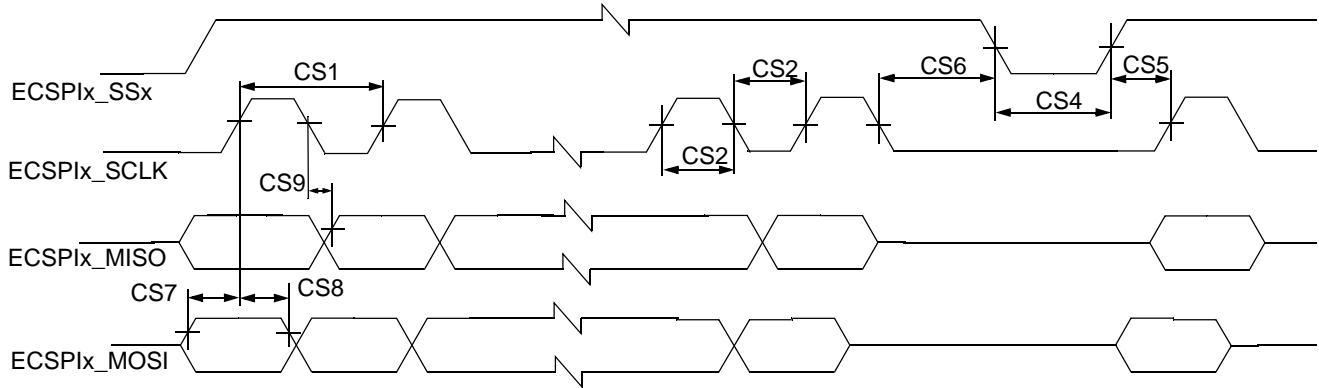 CS1
CS2
CS6
CS5
ECSPIx_SSx
CS4
CS2
ECSPIx_SCLK
CS9
ECSPIx_MISO
CS7
CS8
ECSPIx_MOSI